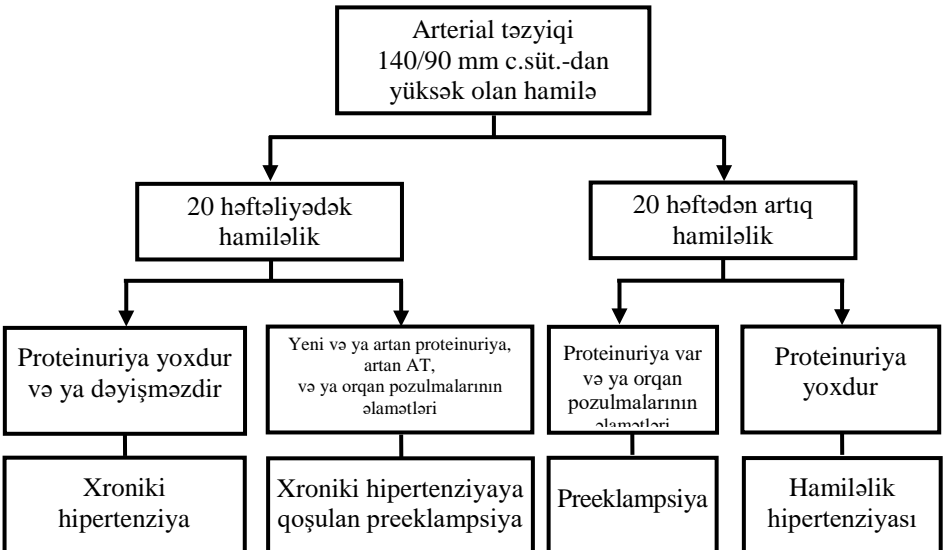 Arterial təzyiqi
140/90 mm c.süt.-dan
yüksək olan hamilə
20 həftəliyədək
hamiləlik
20 həftədən artıq
hamiləlik
Proteinuriya yoxdur
və ya dəyişməzdir
Yeni və ya artan proteinuriya,
artan AT,
və ya orqan pozulmalarının
əlamətləri
Proteinuriya var
və ya orqan
pozulmalarının
əlamətləri
Proteinuriya
yoxdur
Xroniki
hipertenziya
Xroniki hipertenziyaya
qoşulan preeklampsiya
Preeklampsiya
Hamiləlik
hipertenziyası